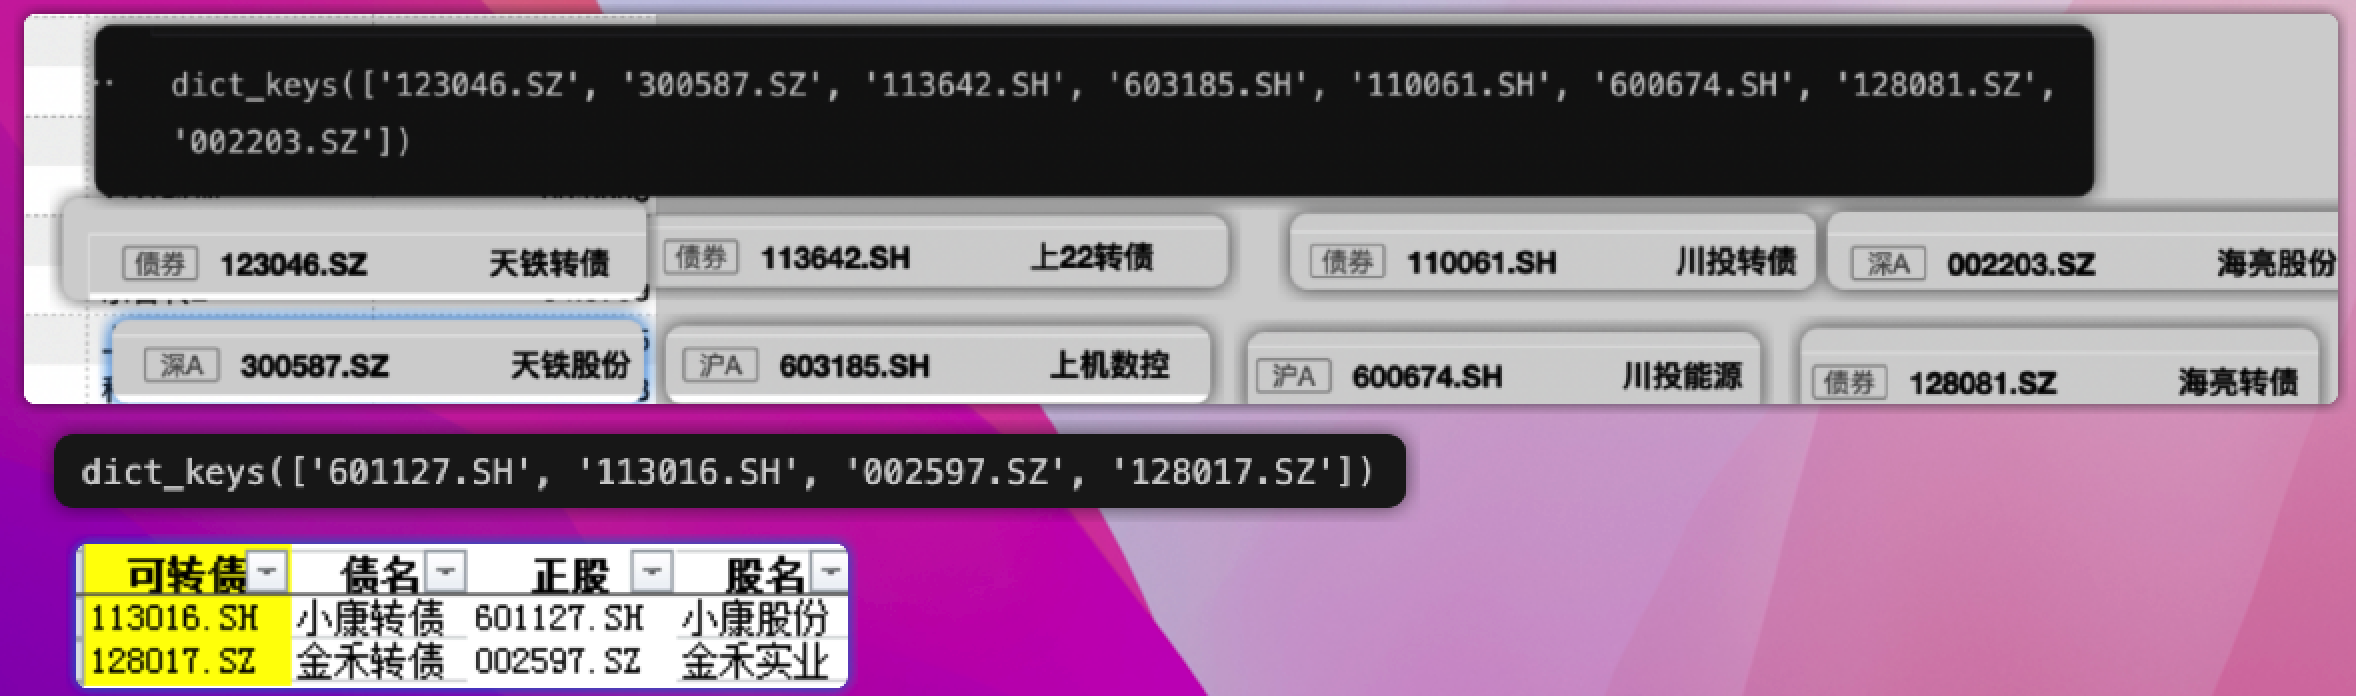 dict_keys(['123046.SZ', '300587.SZ', '113642.SH', '603185.SH', '110061.SH', '600674.SH', '128081.SZ',
'002203.SZ'])
债券 123046.SZ 天铁转债
债券 113642.SH 上22转债
债券 110061.SH 川投转债
深A 002203.SZ 海亮股份
深A 300587.SZ 天铁股份
沪A 603185.SH 上机数控
沪A 600674.SH 川投能源
债券 128081.SZ 海亮转债
dict_keys(['601127.SH', '113016.SH', '002597.SZ', '128017.SZ'])
可转债 债名 正股 股名
113016.SH 小康转债 601127.SH 小康股份
128017.SZ 金禾转债 002597.SZ 金禾实业